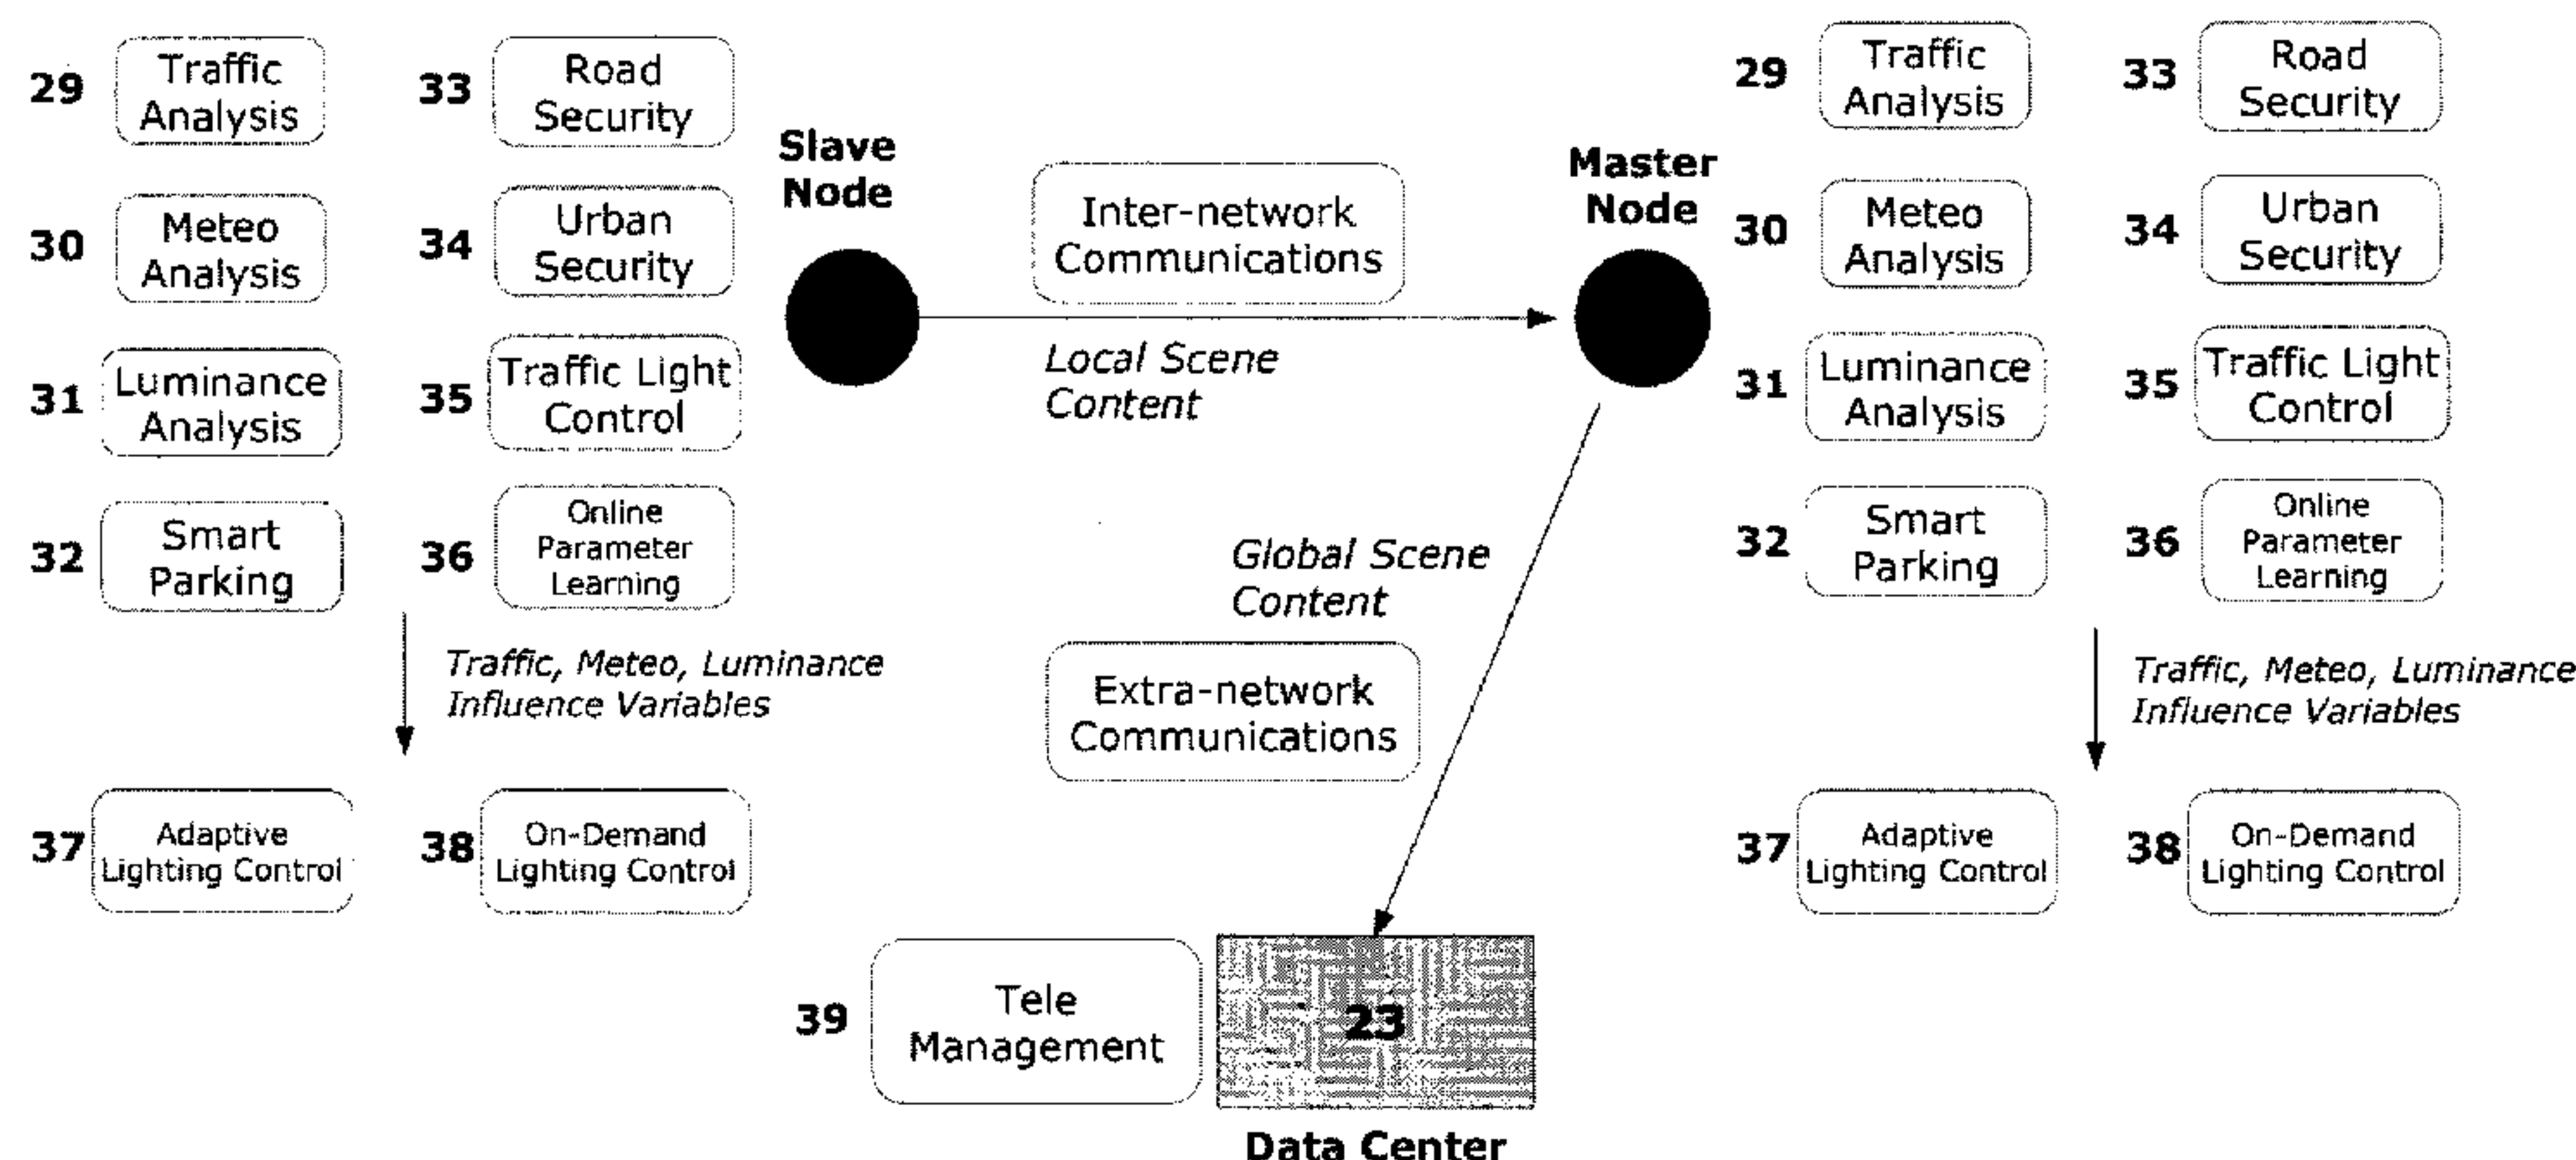 29
Traffic
Analysis
33
Road
Security
30
Meteo
Analysis
34
Urban
Security
31
Luminance
Analysis
35
Traffic Light
Control
32
Smart
Parking
36
Online
Parameter
Learning
Traffic, Meteo, Luminance
Influence Variables
37
Adaptive
Lighting Control
38
On-Demand
Lighting Control
Slave
Node
Inter-network
Communications
Local Scene
Content
Master
Node
Global Scene
Content
Extra-network
Communications
39
Tele
Management
23
Data Center
29
Traffic
Analysis
33
Road
Security
30
Meteo
Analysis
34
Urban
Security
31
Luminance
Analysis
35
Traffic Light
Control
32
Smart
Parking
36
Online
Parameter
Learning
Traffic, Meteo, Luminance
Influence Variables
37
Adaptive
Lighting Control
38
On-Demand
Lighting Control